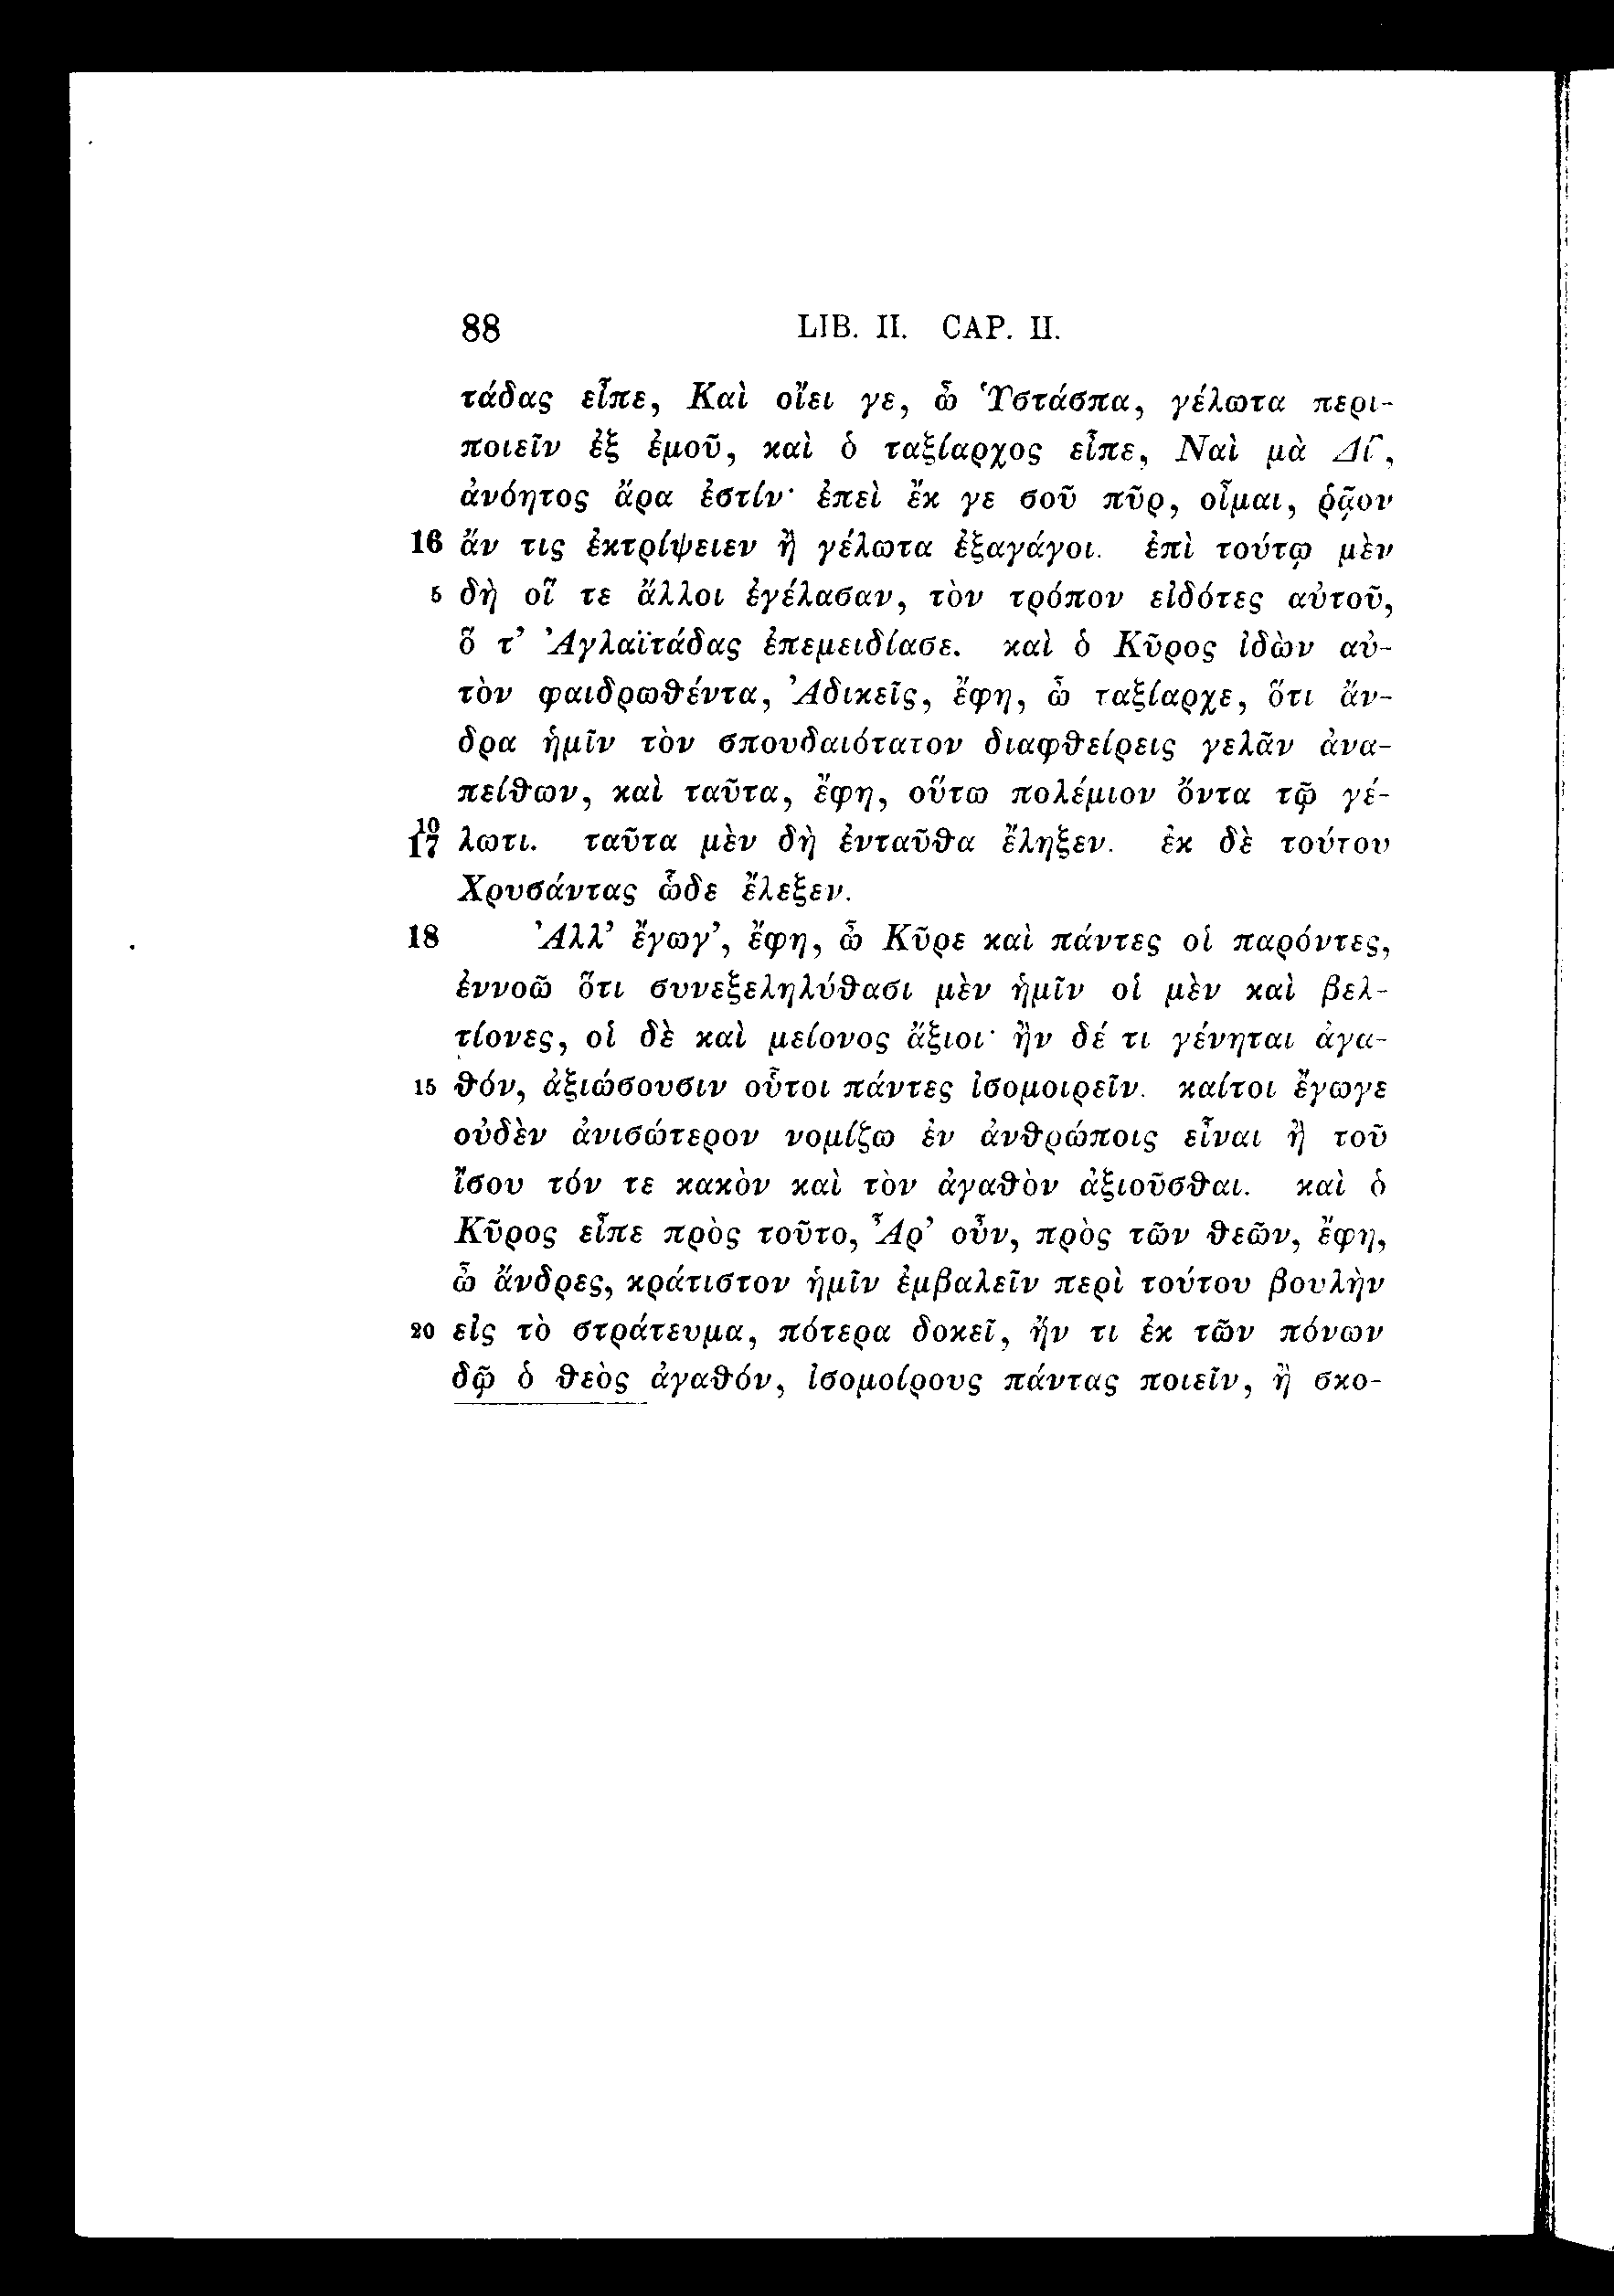 88 LIB. II. CAP. II.
τάδας εἶπε, Καὶ οἴει γε, ὦ Ὑστάσπα, γέλωτα περι-
ποιεῖν ἐξ ἐμοῦ, καὶ ὁ ταξίαρχος εἶπε, Ναὶ μὰ Δί',
ἀνόητος ἄρα ἐστίν· ἐπεὶ ἔκ γε σοῦ πῦρ, οἶμαι, ῥᾷον
16 ἄν τις ἐκτρίψειεν ἢ γέλωτα ἐξαγάγοι. ἐπὶ τούτῳ μὲν
5 δὴ οἵ τε ἄλλοι ἐγέλασαν, τὸν τρόπον εἰδότες αὐτοῦ,
ὅ τ' Ἀγλαϊτάδας ἐπεμειδίασε. καὶ ὁ Κῦρος ἰδὼν αὐ-
τὸν φαιδρωθέντα, Ἀδικεῖς, ἔφη, ὦ ταξίαρχε, ὅτι ἄν-
δρα ἡμῖν τὸν σπουδαιότατον διαφθείρεις γελᾶν ἀνα-
πείθων, καὶ ταῦτα, ἔφη, οὕτω πολέμιον ὄντα τῷ γέ-
10 17 λωτι. ταῦτα μὲν δὴ ἐνταῦθα ἔληξεν. ἐκ δὲ τούτου
Χρυσάντας ὧδε ἔλεξεν.
18 Ἀλλ' ἔγωγ', ἔφη, ὦ Κῦρε καὶ πάντες οἱ παρόντες,
ἐννοῶ ὅτι συνεξεληλύθασι μὲν ἡμῖν οἱ μὲν καὶ βελ-
τίονες, οἱ δὲ καὶ μείονος ἄξιοι· ἢν δέ τι γένηται ἀγα-
15 θόν, ἀξιώσουσιν οὗτοι πάντες ἰσομοιρεῖν. καίτοι ἔγωγε
οὐδὲν ἀνισώτερον νομίζω ἐν ἀνθρώποις εἶναι ἢ τοῦ
ἴσου τόν τε κακὸν καὶ τὸν ἀγαθὸν ἀξιοῦσθαι. καὶ ὁ
Κῦρος εἶπε πρὸς τοῦτο, Ἆρ' οὖν, πρὸς τῶν θεῶν, ἔφη,
ὦ ἄνδρες, κράτιστον ἡμῖν ἐμβαλεῖν περὶ τούτου βουλὴν
20 εἰς τὸ στράτευμα, πότερα δοκεῖ, ἤν τι ἐκ τῶν πόνων
δῷ ὁ θεὸς ἀγαθόν, ἰσομοίρους πάντας ποιεῖν, ἢ σκο-